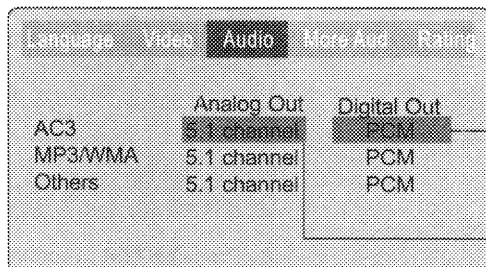 Language Video Audio More Aud Rating
Analog Out Digital Out
AC3 5.1 channel PCM
MP3/WMA 5.1 channel PCM
Others 5.1 channel PCM